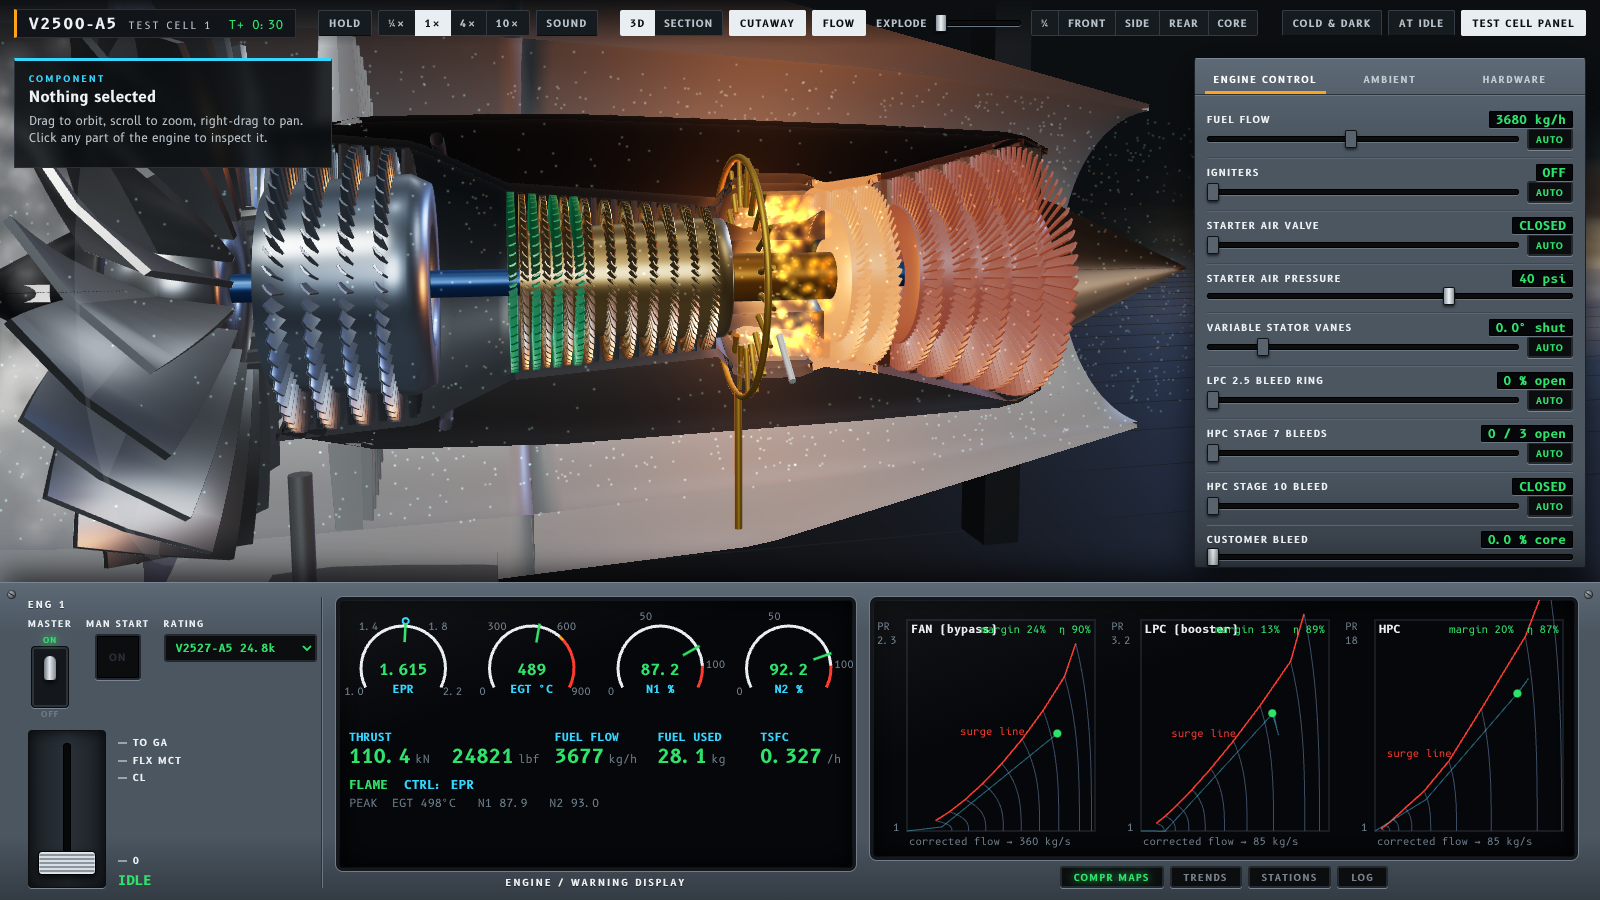 V2500-A5 TEST CELL 1 T+ 0:30
HOLD ¼× 1× 4× 10× SOUND 3D SECTION CUTAWAY FLOW EXPLODE ¾ FRONT SIDE REAR CORE COLD & DARK AT IDLE TEST CELL PANEL
COMPONENT
Nothing selected
Drag to orbit, scroll to zoom, right-drag to pan.
Click any part of the engine to inspect it.
ENGINE CONTROL AMBIENT HARDWARE
FUEL FLOW 3680 kg/h
AUTO
IGNITERS OFF
AUTO
STARTER AIR VALVE CLOSED
AUTO
STARTER AIR PRESSURE 40 psi
VARIABLE STATOR VANES 0.0° shut
AUTO
LPC 2.5 BLEED RING 0 % open
AUTO
HPC STAGE 7 BLEEDS 0 / 3 open
AUTO
HPC STAGE 10 BLEED CLOSED
AUTO
CUSTOMER BLEED 0.0 % core
ENG 1
MASTER MAN START RATING
ON
ON
V2527-A5 24.8k
OFF
TO GA
FLX MCT
CL
0
IDLE
1.4 1.8
1.615
EPR
1.0 2.2
300 600
489
EGT °C
0 900
50
87.2
N1 %
0 100
50
92.2
N2 %
0 100
THRUST FUEL FLOW FUEL USED TSFC
110.4 kN 24821 lbf 3677 kg/h 28.1 kg 0.327 /h
FLAME CTRL: EPR
PEAK EGT 498°C N1 87.9 N2 93.0
ENGINE / WARNING DISPLAY
PR
2.3
FAN (bypass) margin 24% η 90%
surge line
1
corrected flow → 360 kg/s
PR
3.2
LPC (booster) margin 13% η 89%
surge line
1
corrected flow → 85 kg/s
PR
18
HPC margin 20% η 87%
surge line
1
corrected flow → 85 kg/s
COMPR MAPS TRENDS STATIONS LOG